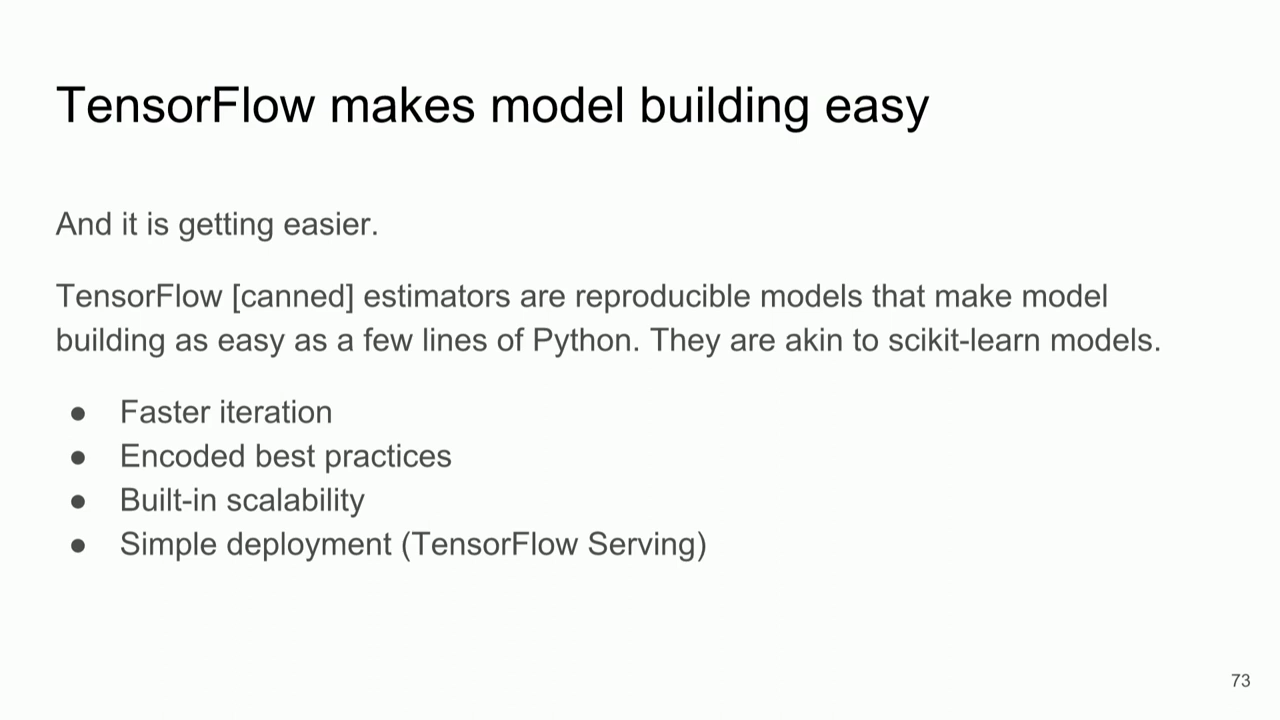 TensorFlow makes model building easy
And it is getting easier.
TensorFlow [canned] estimators are reproducible models that make model
building as easy as a few lines of Python. They are akin to scikit-learn models.
● Faster iteration
● Encoded best practices
● Built-in scalability
● Simple deployment (TensorFlow Serving)
73